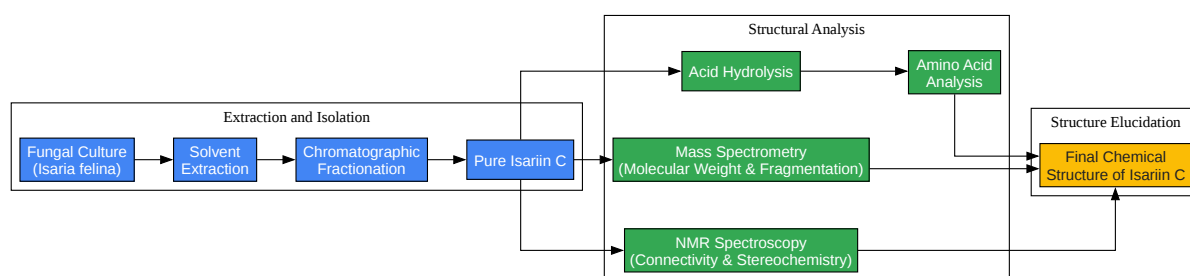 Structural Analysis
Acid Hydrolysis
Amino Acid
Analysis
Extraction and Isolation
Structure Elucidation
Fungal Culture
(Isaria felina)
Solvent
Extraction
Chromatographic
Fractionation
Pure Isariin C
Mass Spectrometry
(Molecular Weight & Fragmentation)
Final Chemical
Structure of Isariin C
NMR Spectroscopy
(Connectivity & Stereochemistry)